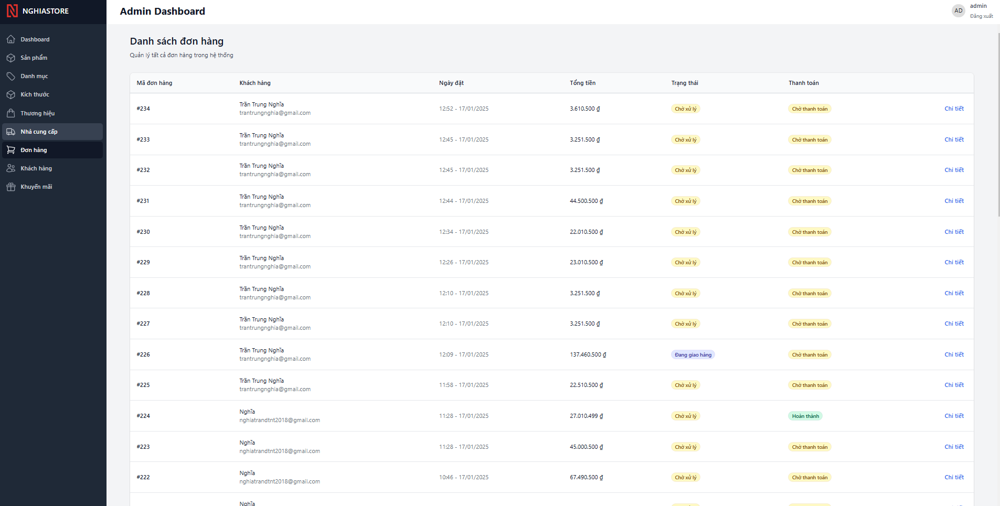 NGHIASTORE
Admin Dashboard
AD
admin
Đăng xuất
Dashboard
Sản phẩm
Danh mục
Kích thước
Thương hiệu
Nhà cung cấp
Đơn hàng
Khách hàng
Khuyến mãi
Danh sách đơn hàng
Quản lý tất cả đơn hàng trong hệ thống
Mã đơn hàng Khách hàng Ngày đặt Tổng tiền Trạng thái Thanh toán
#234 Trần Trung Nghĩa 12:52 - 17/01/2025 3.610.500 ₫ Chờ xử lý Chờ thanh toán Chi tiết
trantrungnghia@gmail.com
#233 Trần Trung Nghĩa 12:45 - 17/01/2025 3.251.500 ₫ Chờ xử lý Chờ thanh toán Chi tiết
trantrungnghia@gmail.com
#232 Trần Trung Nghĩa 12:45 - 17/01/2025 3.251.500 ₫ Chờ xử lý Chờ thanh toán Chi tiết
trantrungnghia@gmail.com
#231 Trần Trung Nghĩa 12:44 - 17/01/2025 44.500.500 ₫ Chờ xử lý Chờ thanh toán Chi tiết
trantrungnghia@gmail.com
#230 Trần Trung Nghĩa 12:34 - 17/01/2025 22.010.500 ₫ Chờ xử lý Chờ thanh toán Chi tiết
trantrungnghia@gmail.com
#229 Trần Trung Nghĩa 12:26 - 17/01/2025 23.010.500 ₫ Chờ xử lý Chờ thanh toán Chi tiết
trantrungnghia@gmail.com
#228 Trần Trung Nghĩa 12:10 - 17/01/2025 3.251.500 ₫ Chờ xử lý Chờ thanh toán Chi tiết
trantrungnghia@gmail.com
#227 Trần Trung Nghĩa 12:10 - 17/01/2025 3.251.500 ₫ Chờ xử lý Chờ thanh toán Chi tiết
trantrungnghia@gmail.com
#226 Trần Trung Nghĩa 12:09 - 17/01/2025 137.460.500 ₫ Đang giao hàng Chờ thanh toán Chi tiết
trantrungnghia@gmail.com
#225 Trần Trung Nghĩa 11:58 - 17/01/2025 22.510.500 ₫ Chờ xử lý Chờ thanh toán Chi tiết
trantrungnghia@gmail.com
#224 Nghĩa 11:28 - 17/01/2025 27.010.499 ₫ Chờ xử lý Hoàn thành Chi tiết
nghiatrandtnt2018@gmail.com
#223 Nghĩa 11:28 - 17/01/2025 45.000.500 ₫ Chờ xử lý Chờ thanh toán Chi tiết
nghiatrandtnt2018@gmail.com
#222 Nghĩa 10:46 - 17/01/2025 67.490.500 ₫ Chờ xử lý Chờ thanh toán Chi tiết
nghiatrandtnt2018@gmail.com
Nghĩa